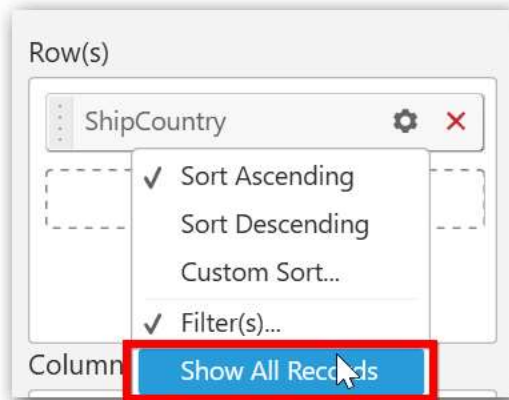 Row(s)
ShipCountry
Sort Ascending
Sort Descending
Custom Sort...
Filter(s)...
Column
Show All Records